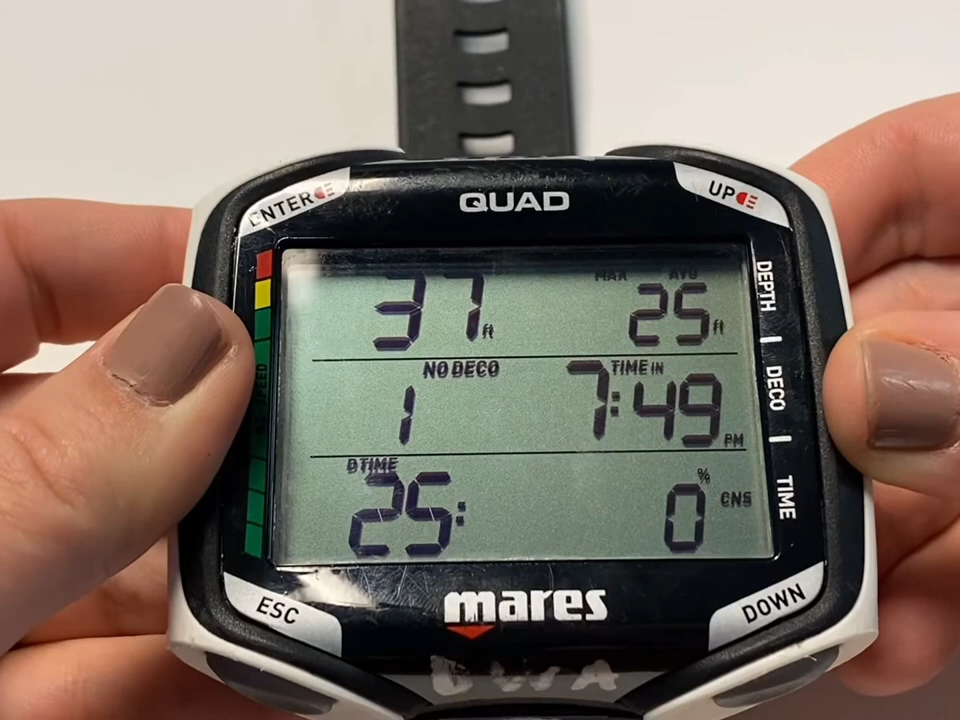 QUAD
ENTER
UP
MAX AVG
37 ft 25 ft
DEPTH
NO DECO TIME IN
1 7:49 PM
DECO
DTIME
25: 0 % CNS
TIME
ESC
mares
DOWN